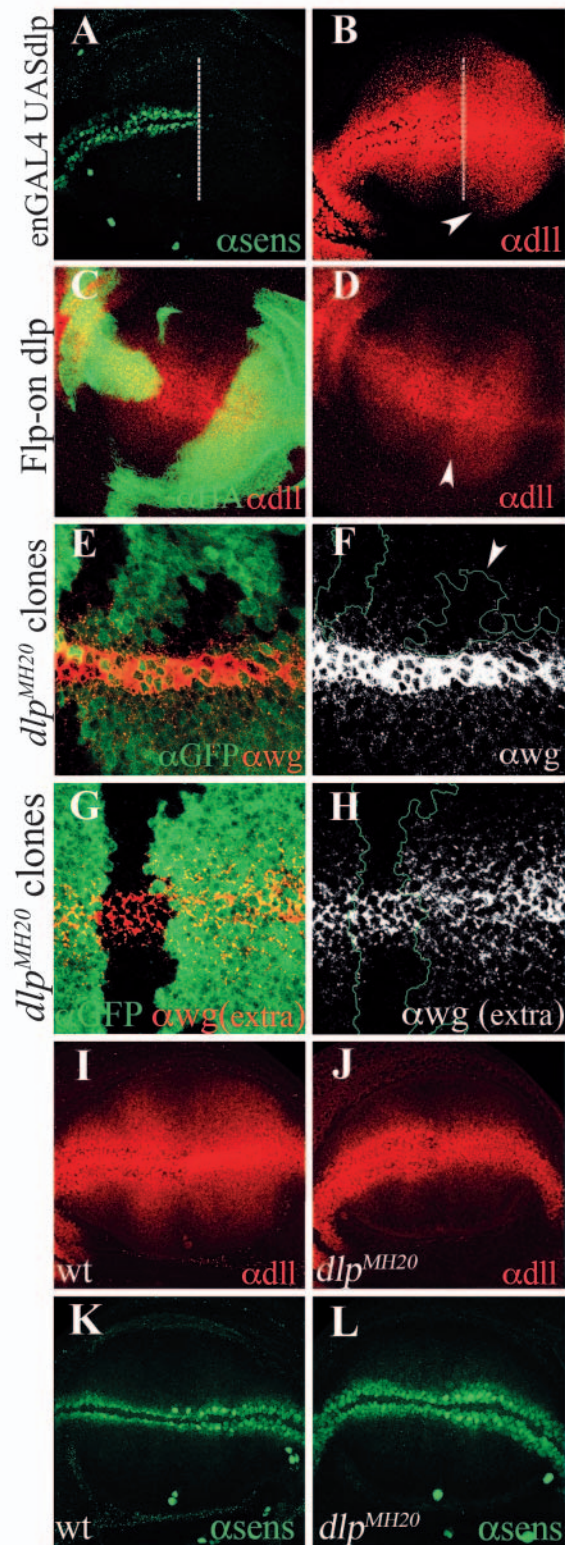 enGAL4 UASdlp
A
αsens
B
αdll
Flp-on dlp
C
αHA αdll
D
αdll
dlp^MH20 clones
E
αGFP αwg
F
αwg
dlp^MH20 clones
G
αGFP αwg(extra)
H
αwg (extra)
I
wt
αdll
J
dlp^MH20
αdll
K
wt
αsens
L
dlp^MH20
αsens